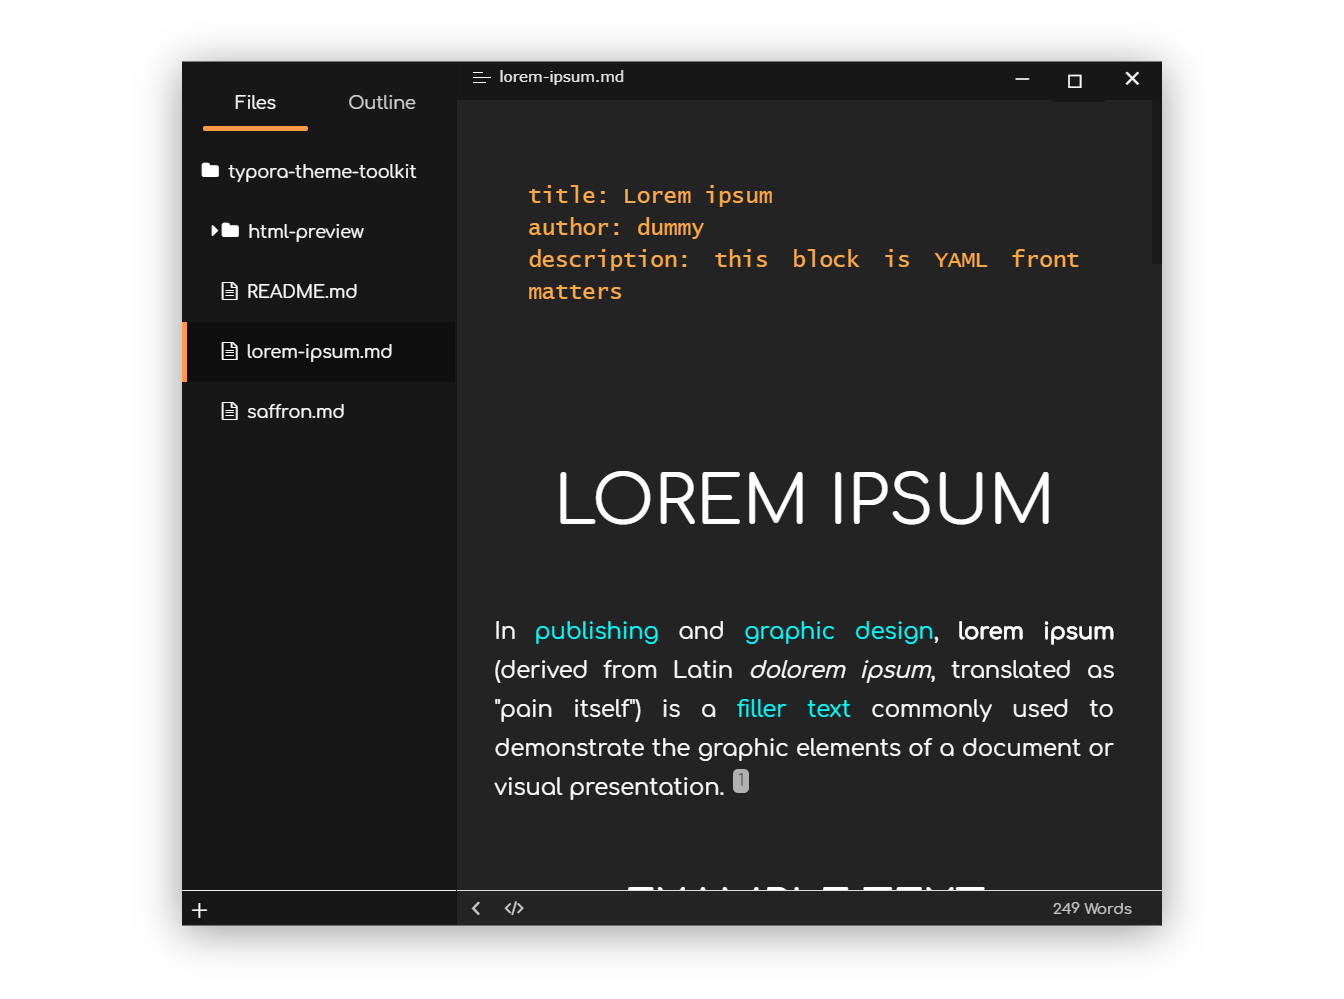 Files
Outline
typora-theme-toolkit
html-preview
README.md
lorem-ipsum.md
saffron.md
lorem-ipsum.md
title: Lorem ipsum
author: dummy
description: this block is YAML front
matters
LOREM IPSUM
In publishing and graphic design, lorem ipsum
(derived from Latin dolorem ipsum, translated as
"pain itself") is a filler text commonly used to
demonstrate the graphic elements of a document or
visual presentation. 1
EXAMPLE TEXT
</>
249 Words